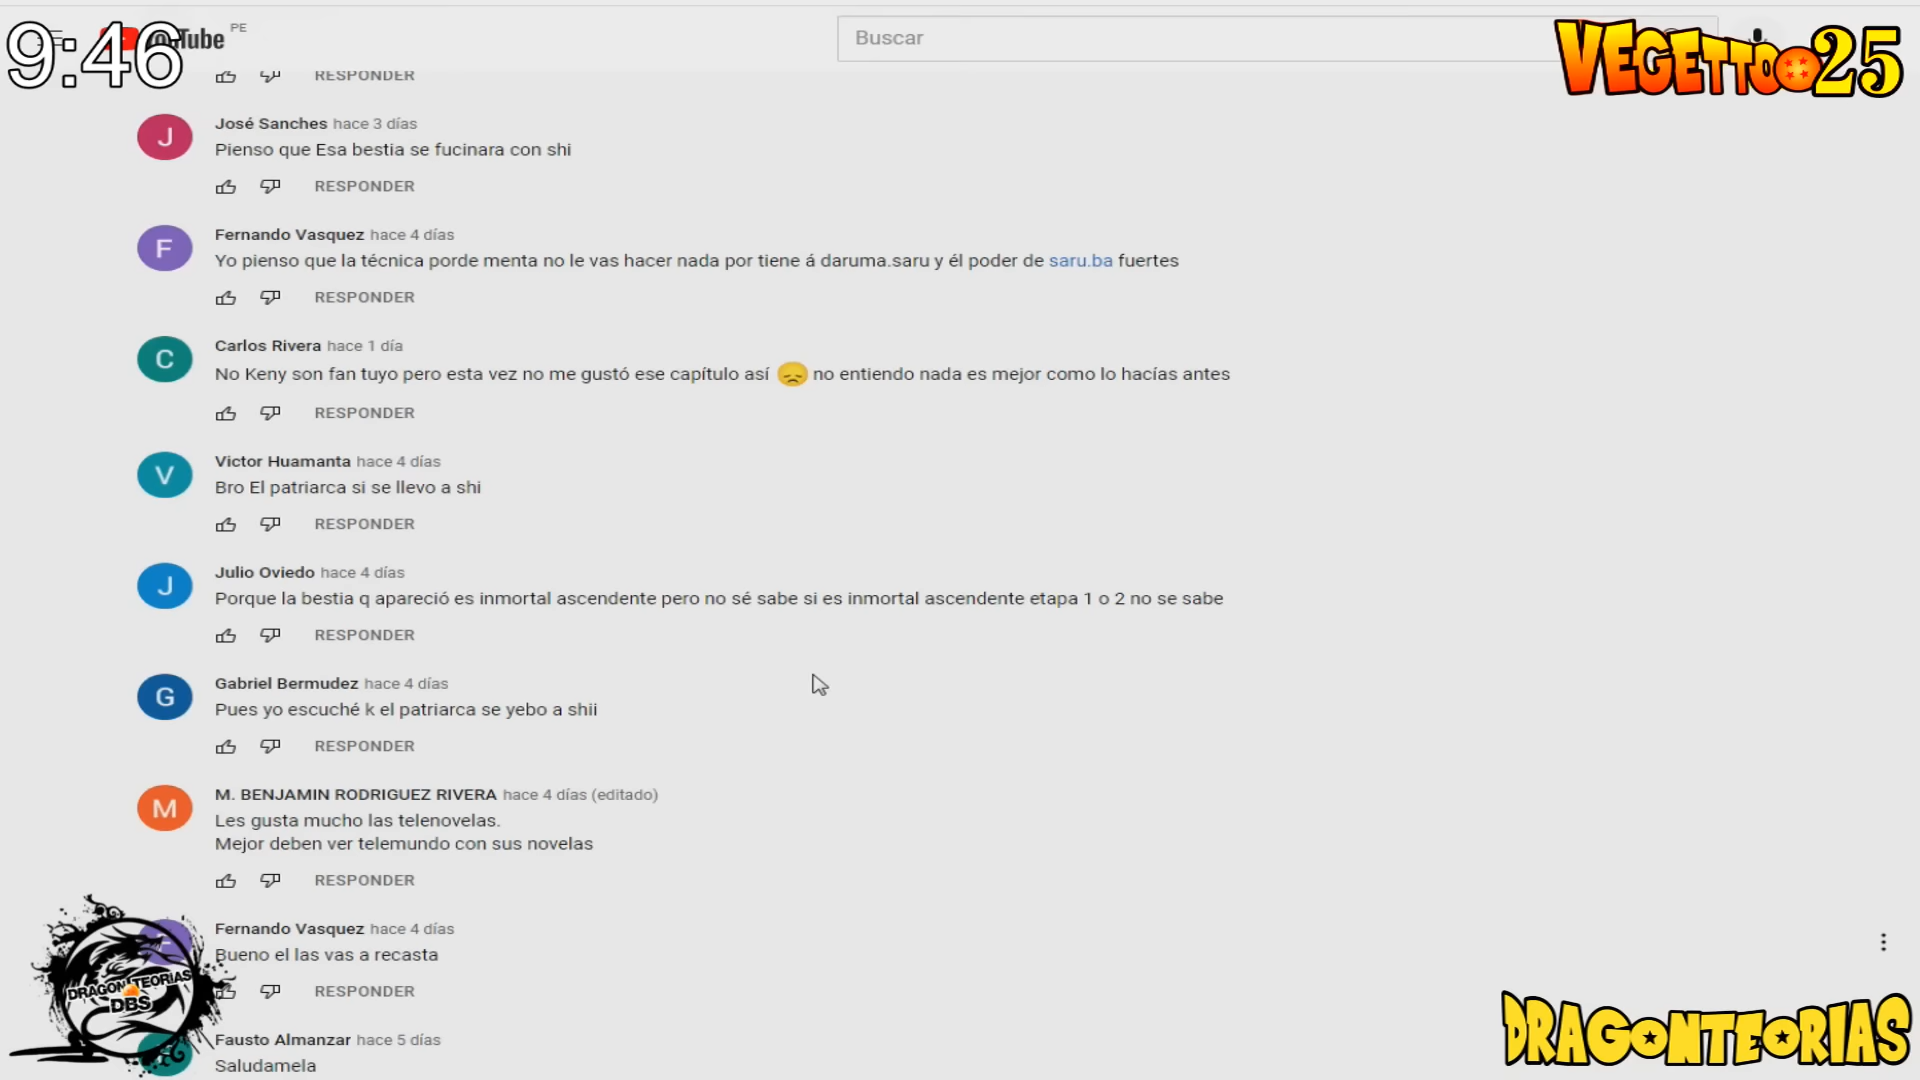 9:46
YouTube PE
Buscar
VEGETTO 25
RESPONDER
José Sanches hace 3 días
Pienso que Esa bestia se fucinara con shi
RESPONDER
F
Fernando Vasquez hace 4 días
Yo pienso que la técnica porde menta no le vas hacer nada por tiene á daruma.saru y él poder de saru.ba fuertes
RESPONDER
C
Carlos Rivera hace 1 día
No Keny son fan tuyo pero esta vez no me gustó ese capítulo así 😞 no entiendo nada es mejor como lo hacías antes
RESPONDER
V
Victor Huamanta hace 4 días
Bro El patriarca si se llevo a shi
RESPONDER
J
Julio Oviedo hace 4 días
Porque la bestia q apareció es inmortal ascendente pero no sé sabe si es inmortal ascendente etapa 1 o 2 no se sabe
RESPONDER
G
Gabriel Bermudez hace 4 días
Pues yo escuché k el patriarca se yebo a shii
RESPONDER
M
M. BENJAMIN RODRIGUEZ RIVERA hace 4 días (editado)
Les gusta mucho las telenovelas.
Mejor deben ver telemundo con sus novelas
RESPONDER
Fernando Vasquez hace 4 días
Bueno el las vas a recasta
RESPONDER
Fausto Almanzar hace 5 días
Saludamela
DRAGONTEORIAS
DBS
DRAGONTEORIAS